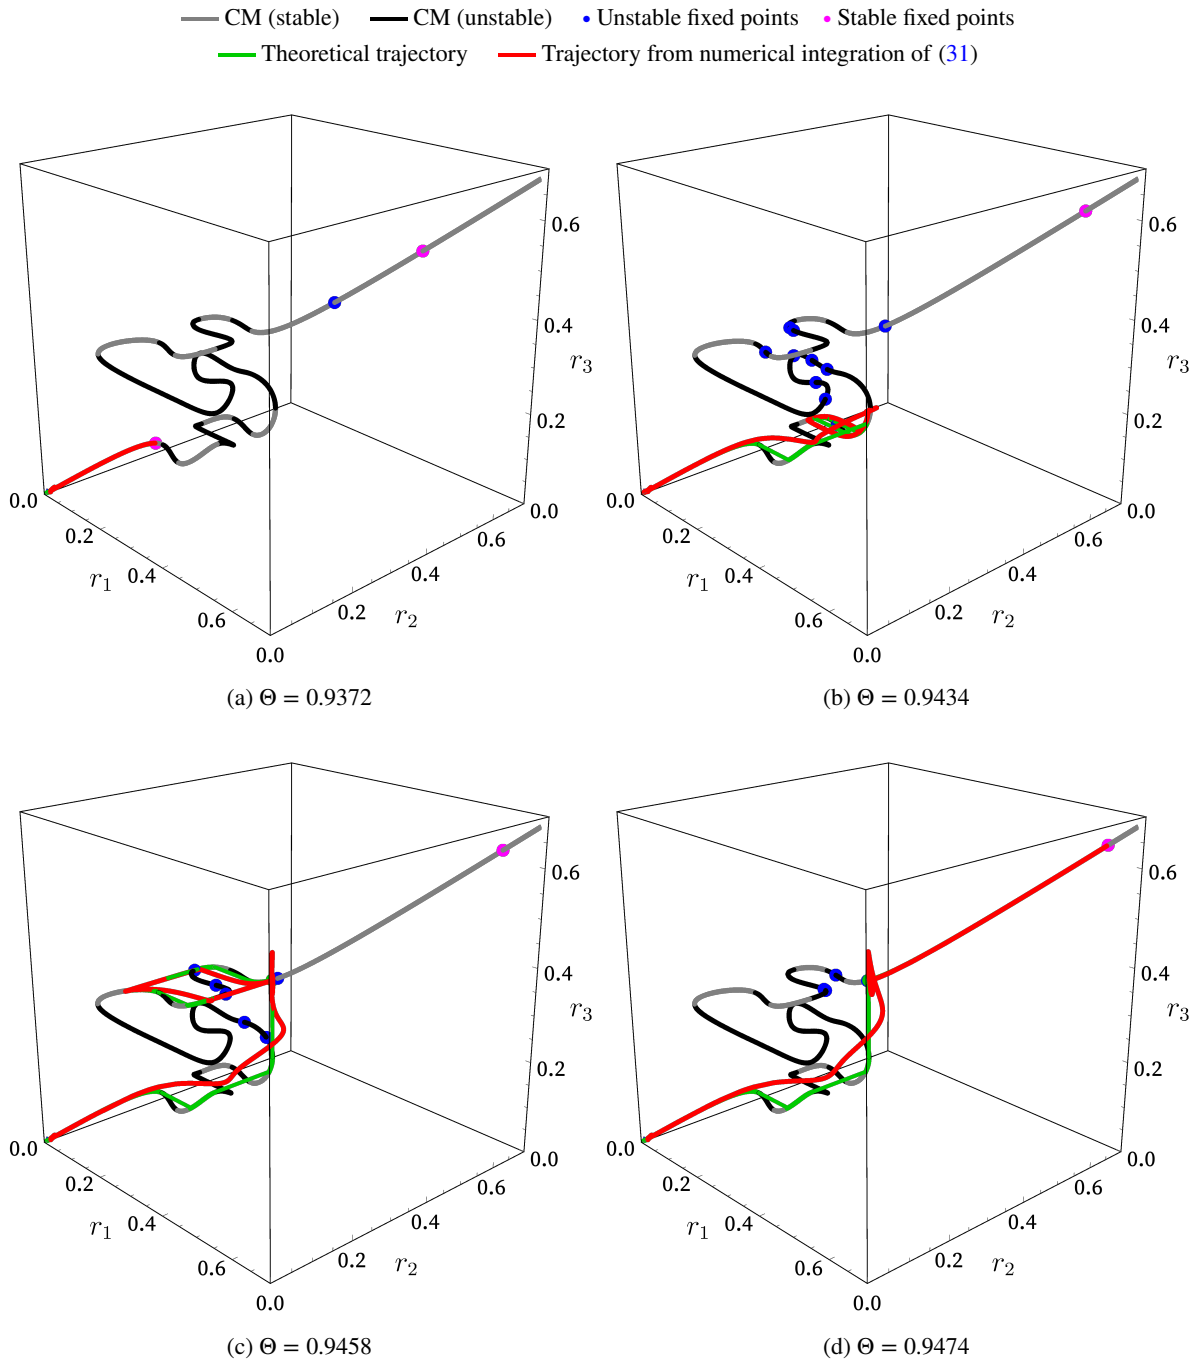 CM (stable) CM (unstable) Unstable fixed points Stable fixed points
Theoretical trajectory Trajectory from numerical integration of (31)
0.6
0.4
r3
0.2
0.0
0.0
0.2
r1 0.4
0.6
0.0
0.2
r2
0.4
0.6
(a) Θ = 0.9372
0.6
0.4
r3
0.2
0.0
0.0
0.2
r1 0.4
0.6
0.0
0.2
r2
0.4
0.6
(b) Θ = 0.9434
0.6
0.4
r3
0.2
0.0
0.0
0.2
r1 0.4
0.6
0.0
0.2
r2
0.4
0.6
(c) Θ = 0.9458
0.6
0.4
r3
0.2
0.0
0.0
0.2
r1 0.4
0.6
0.0
0.2
r2
0.4
0.6
(d) Θ = 0.9474